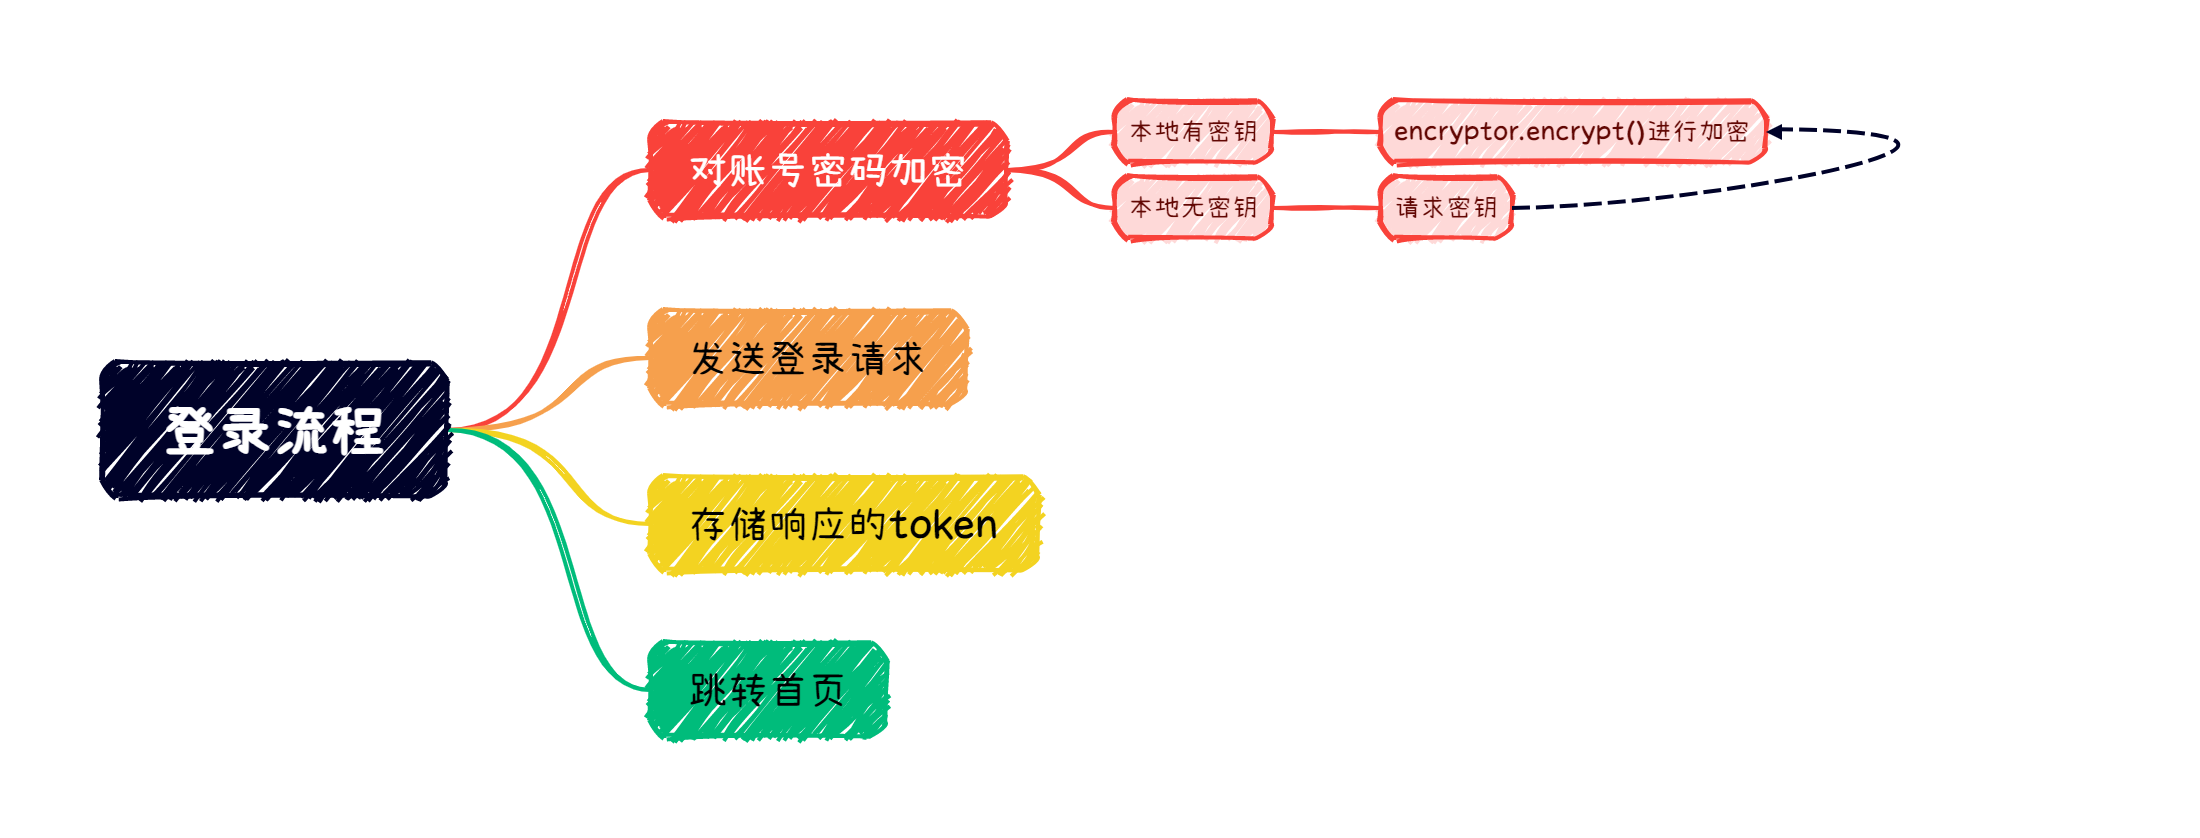 登录流程
对账号密码加密
本地有密钥
encryptor.encrypt()进行加密
本地无密钥
请求密钥
发送登录请求
存储响应的token
跳转首页